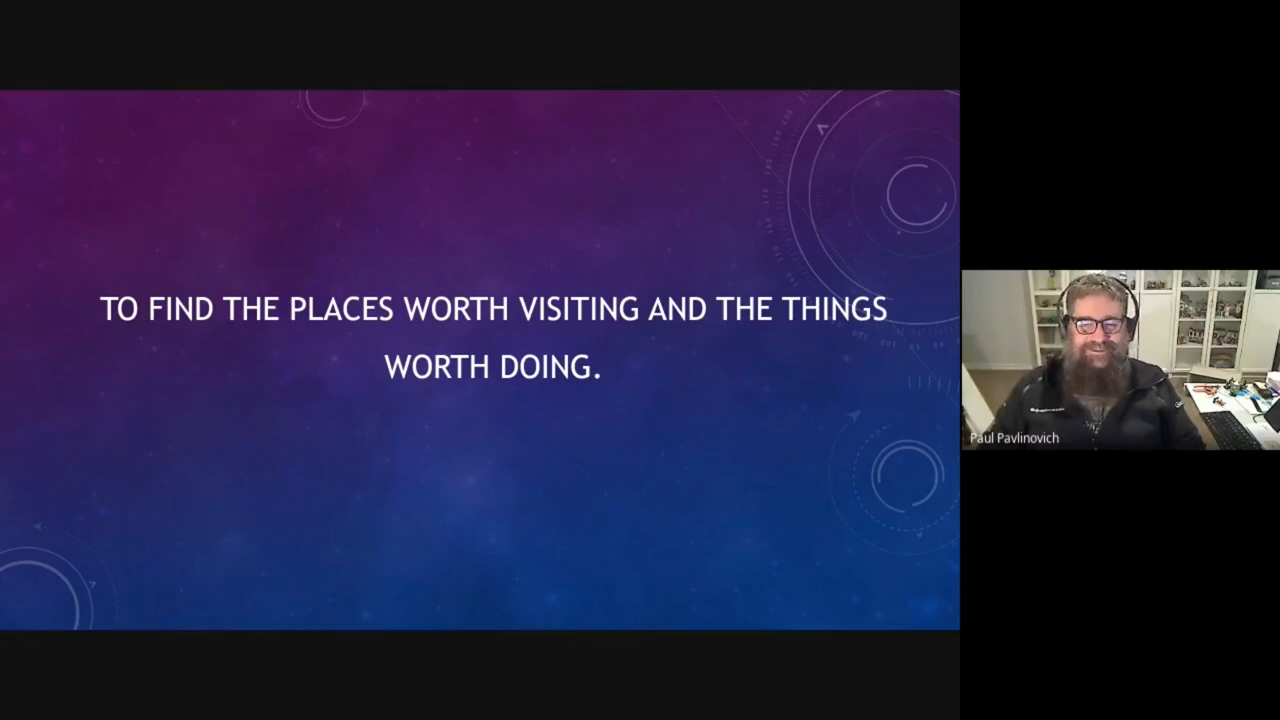 TO FIND THE PLACES WORTH VISITING AND THE THINGS
WORTH DOING.
Paul Pavlinovich